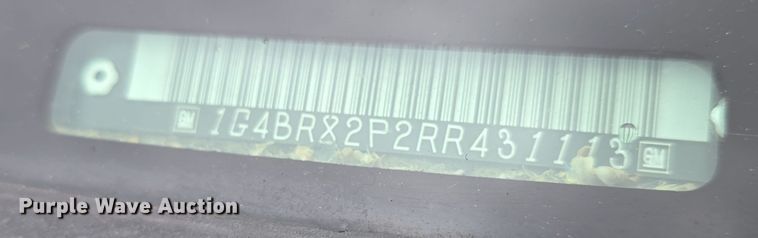 GM 1G4BR82P2RR431113 GM
Purple Wave Auction